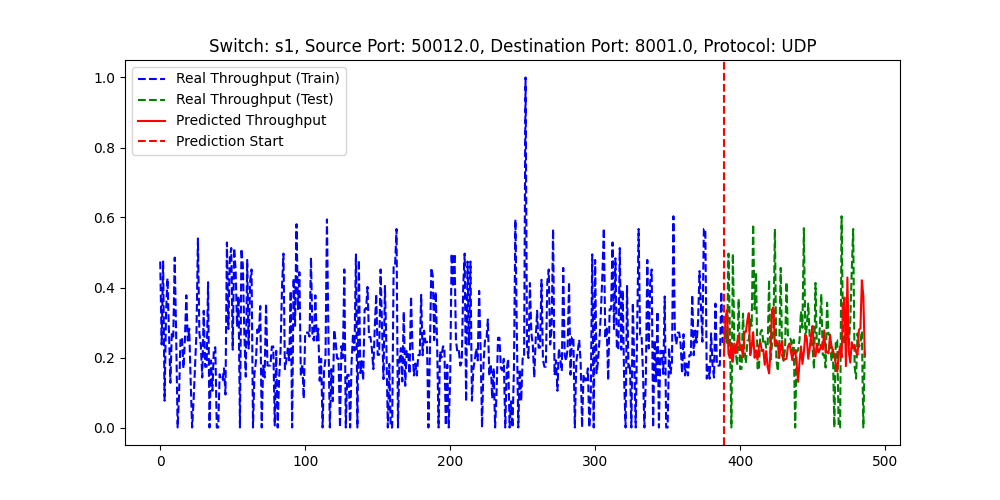 Switch: s1, Source Port: 50012.0, Destination Port: 8001.0, Protocol: UDP
1.0
0.8
0.6
0.4
0.2
0.0
Real Throughput (Train)
Real Throughput (Test)
Predicted Throughput
Prediction Start
0 100 200 300 400 500